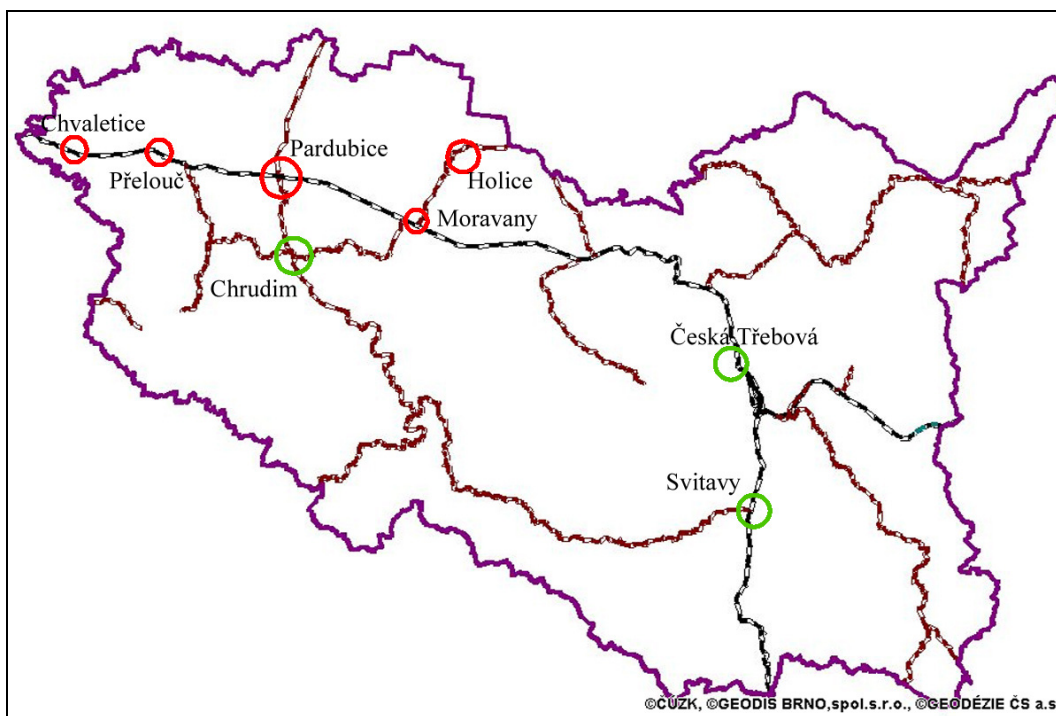 Chvaletice
Pardubice
Přelouč
Holice
Moravany
Chrudim
Česká Třebová
Svitavy
©ČÚZK, ©GEODIS BRNO,spol.s.r.o., ©GEODÉZIE ČS a.s